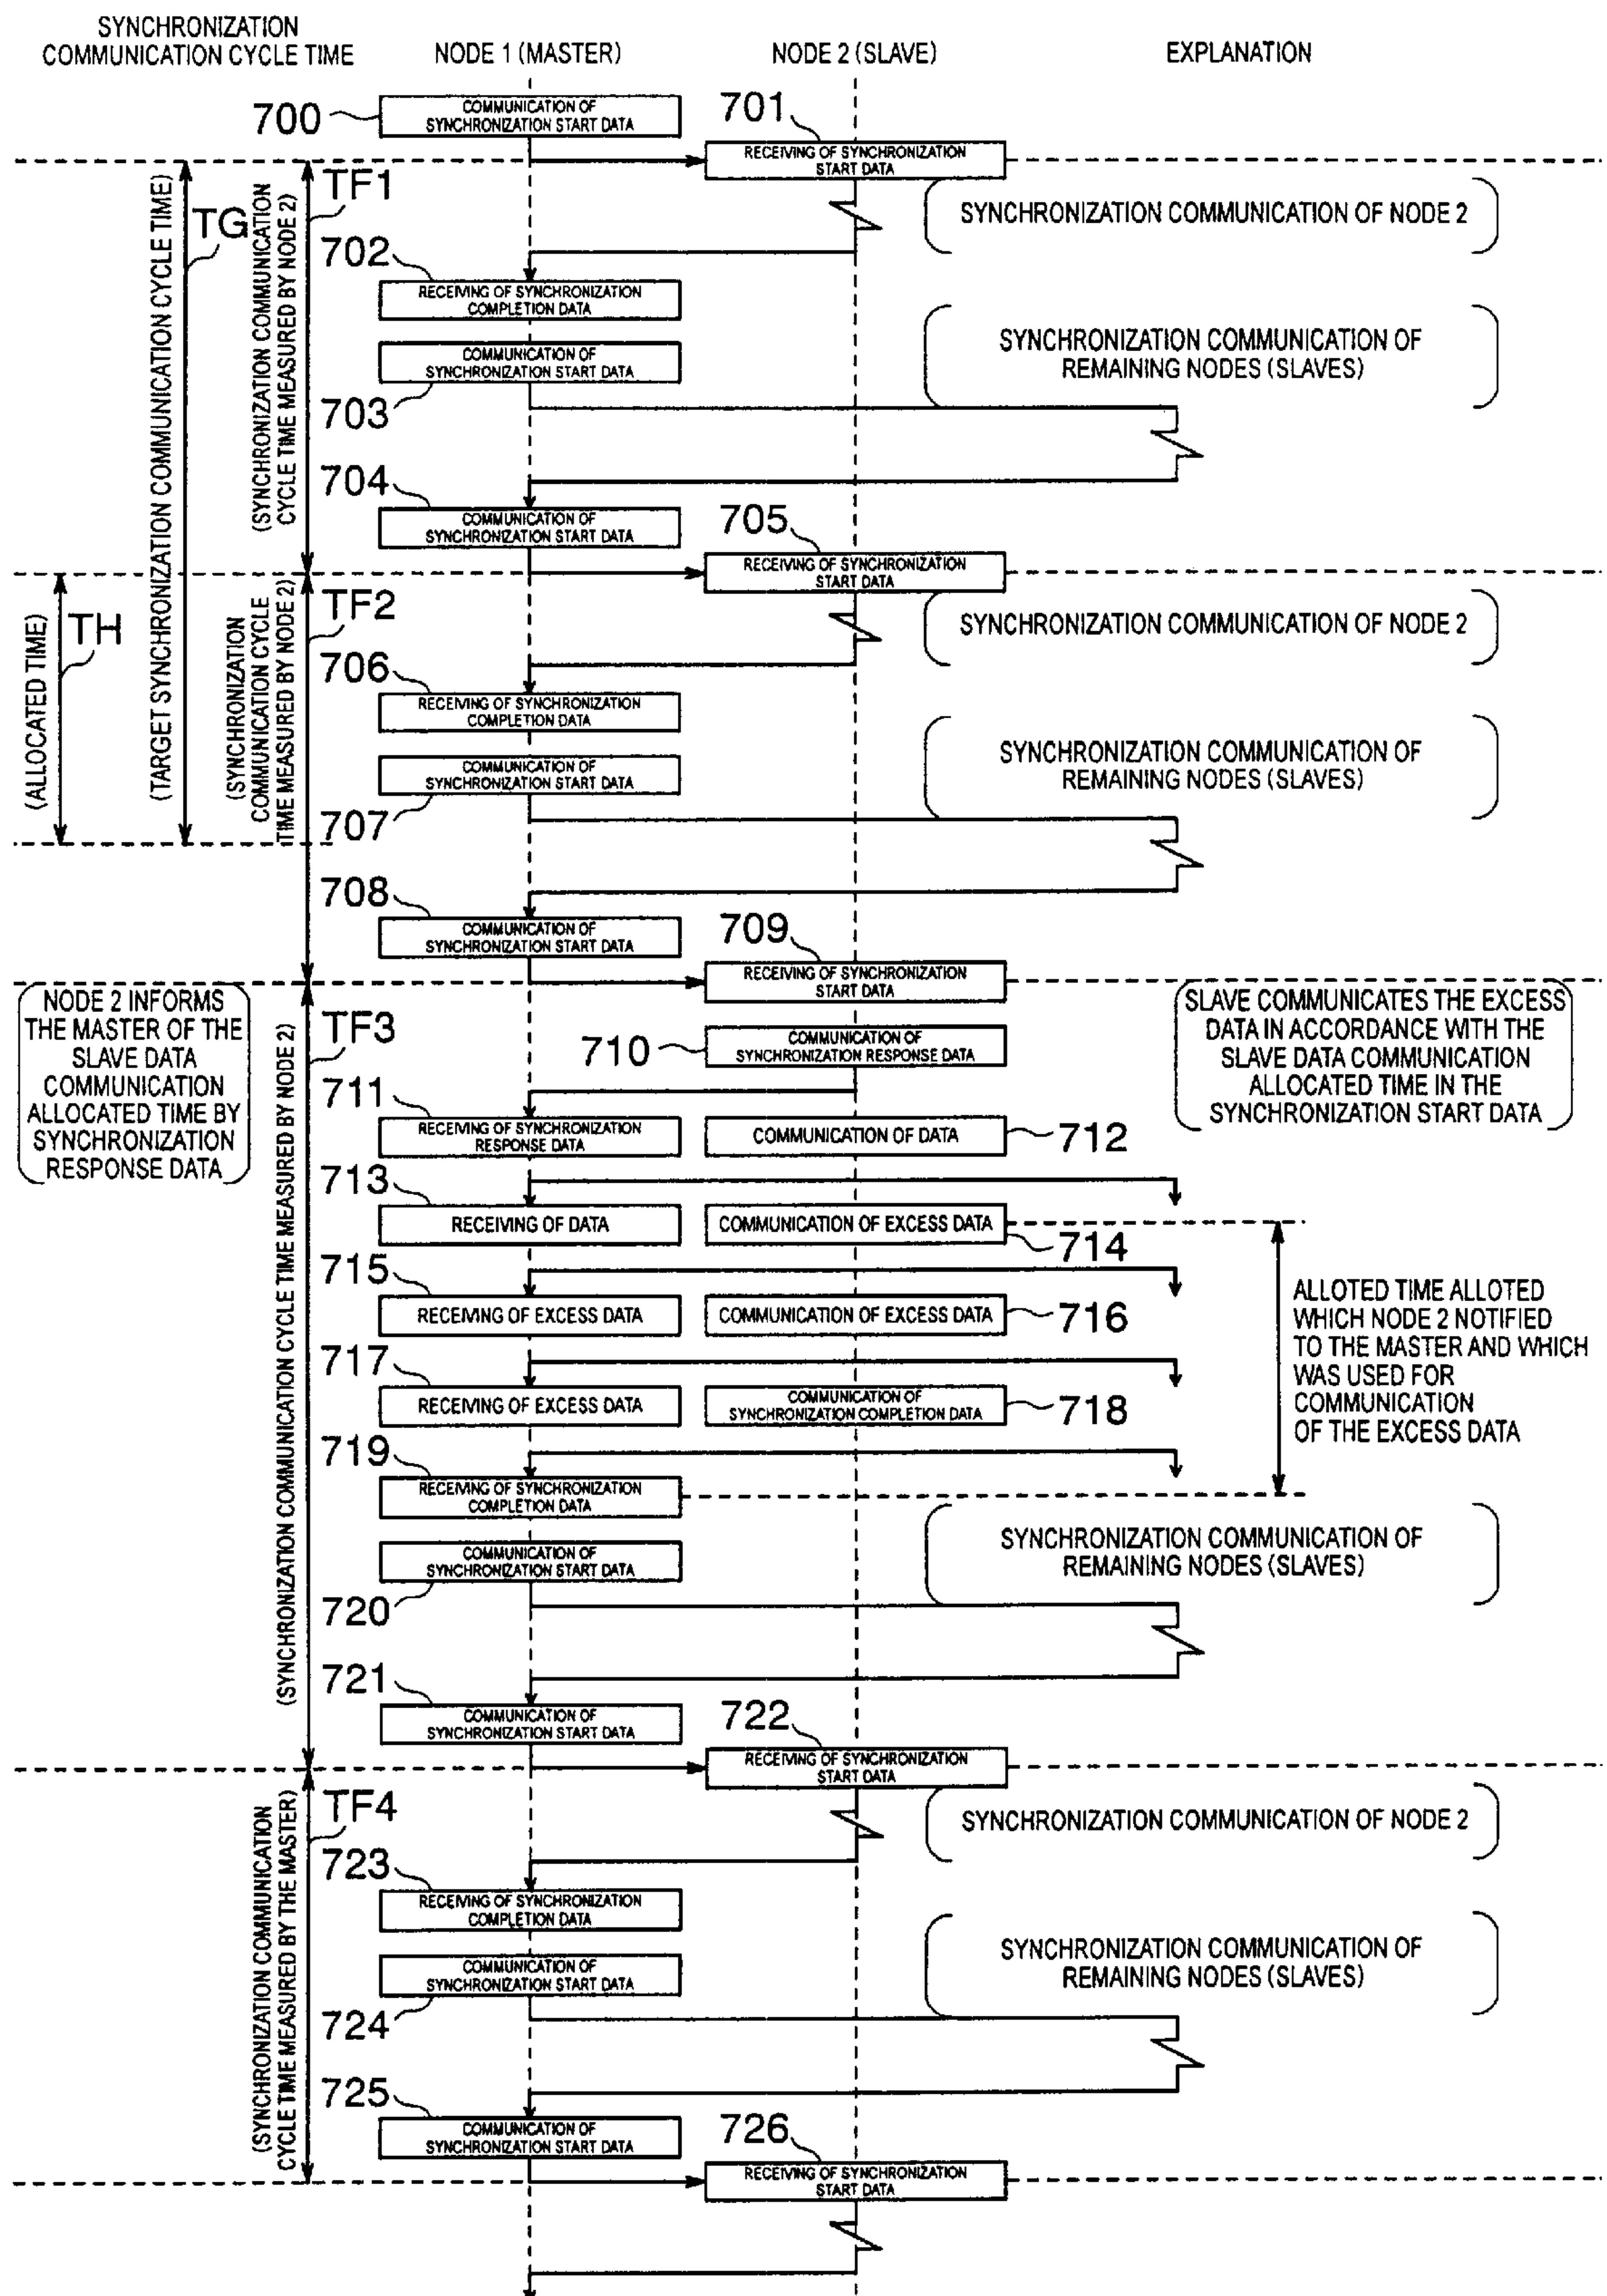 SYNCHRONIZATION
COMMUNICATION CYCLE TIME
NODE 1 (MASTER)
NODE 2 (SLAVE)
EXPLANATION
700
COMMUNICATION OF
SYNCHRONIZATION START DATA
701
RECEIVING OF SYNCHRONIZATION
START DATA
(TARGET SYNCHRONIZATION COMMUNICATION CYCLE TIME)
TG
(SYNCHRONIZATION COMMUNICATION
CYCLE TIME MEASURED BY NODE 2)
TF1
SYNCHRONIZATION COMMUNICATION OF NODE 2
702
RECEIVING OF SYNCHRONIZATION
COMPLETION DATA
COMMUNICATION OF
SYNCHRONIZATION START DATA
703
SYNCHRONIZATION COMMUNICATION OF
REMAINING NODES (SLAVES)
704
COMMUNICATION OF
SYNCHRONIZATION START DATA
705
RECEIVING OF SYNCHRONIZATION
START DATA
(ALLOCATED TIME)
TH
(SYNCHRONIZATION
COMMUNICATION CYCLE
TIME MEASURED BY NODE 2)
TF2
SYNCHRONIZATION COMMUNICATION OF NODE 2
706
RECEIVING OF SYNCHRONIZATION
COMPLETION DATA
COMMUNICATION OF
SYNCHRONIZATION START DATA
707
SYNCHRONIZATION COMMUNICATION OF
REMAINING NODES (SLAVES)
708
COMMUNICATION OF
SYNCHRONIZATION START DATA
709
RECEIVING OF SYNCHRONIZATION
START DATA
NODE 2 INFORMS
THE MASTER OF THE
SLAVE DATA
COMMUNICATION
ALLOCATED TIME BY
SYNCHRONIZATION
RESPONSE DATA
(SYNCHRONIZATION COMMUNICATION CYCLE TIME MEASURED BY NODE 2)
TF3
710
COMMUNICATION OF
SYNCHRONIZATION RESPONSE DATA
SLAVE COMMUNICATES THE EXCESS
DATA IN ACCORDANCE WITH THE
SLAVE DATA COMMUNICATION
ALLOCATED TIME IN THE
SYNCHRONIZATION START DATA
711
RECEIVING OF SYNCHRONIZATION
RESPONSE DATA
COMMUNICATION OF DATA
712
713
RECEIVING OF DATA
COMMUNICATION OF EXCESS DATA
714
715
RECEIVING OF EXCESS DATA
COMMUNICATION OF EXCESS DATA
716
ALLOTED TIME ALLOTED
WHICH NODE 2 NOTIFIED
TO THE MASTER AND WHICH
WAS USED FOR
COMMUNICATION
OF THE EXCESS DATA
717
RECEIVING OF EXCESS DATA
COMMUNICATION OF
SYNCHRONIZATION COMPLETION DATA
718
719
RECEIVING OF SYNCHRONIZATION
COMPLETION DATA
COMMUNICATION OF
SYNCHRONIZATION START DATA
720
SYNCHRONIZATION COMMUNICATION OF
REMAINING NODES (SLAVES)
721
COMMUNICATION OF
SYNCHRONIZATION START DATA
722
RECEIVING OF SYNCHRONIZATION
START DATA
(SYNCHRONIZATION COMMUNICATION
CYCLE TIME MEASURED BY THE MASTER)
TF4
SYNCHRONIZATION COMMUNICATION OF NODE 2
723
RECEIVING OF SYNCHRONIZATION
COMPLETION DATA
COMMUNICATION OF
SYNCHRONIZATION START DATA
724
SYNCHRONIZATION COMMUNICATION OF
REMAINING NODES (SLAVES)
725
COMMUNICATION OF
SYNCHRONIZATION START DATA
726
RECEIVING OF SYNCHRONIZATION
START DATA